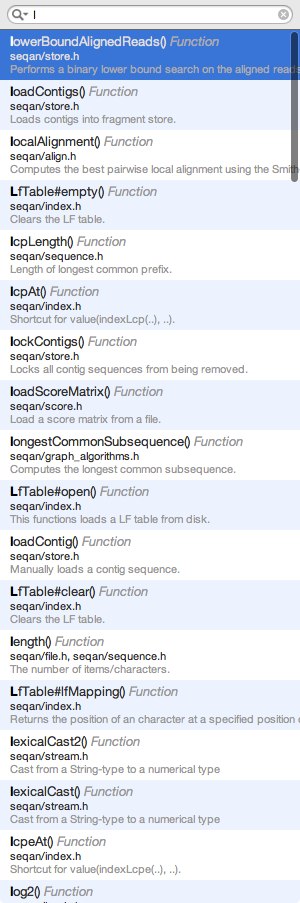 l
lowerBoundAlignedReads() Function
seqan/store.h
Performs a binary lower bound search on the aligned reads
loadContigs() Function
seqan/store.h
Loads contigs into fragment store.
localAlignment() Function
seqan/align.h
Computes the best pairwise local alignment using the Smith
LfTable#empty() Function
seqan/index.h
Clears the LF table.
lcpLength() Function
seqan/sequence.h
Length of longest common prefix.
lcpAt() Function
seqan/index.h
Shortcut for value(indexLcp(..), ..).
lockContigs() Function
seqan/store.h
Locks all contig sequences from being removed.
loadScoreMatrix() Function
seqan/score.h
Load a score matrix from a file.
longestCommonSubsequence() Function
seqan/graph_algorithms.h
Computes the longest common subsequence.
LfTable#open() Function
seqan/index.h
This functions loads a LF table from disk.
loadContig() Function
seqan/store.h
Manually loads a contig sequence.
LfTable#clear() Function
seqan/index.h
Clears the LF table.
length() Function
seqan/file.h, seqan/sequence.h
The number of items/characters.
LfTable#lfMapping() Function
seqan/index.h
Returns the position of an character at a specified position
lexicalCast2() Function
seqan/stream.h
Cast from a String-type to a numerical type
lexicalCast() Function
seqan/stream.h
Cast from a String-type to a numerical type
lcpeAt() Function
seqan/index.h
Shortcut for value(indexLcpe(..), ..).
log2() Function